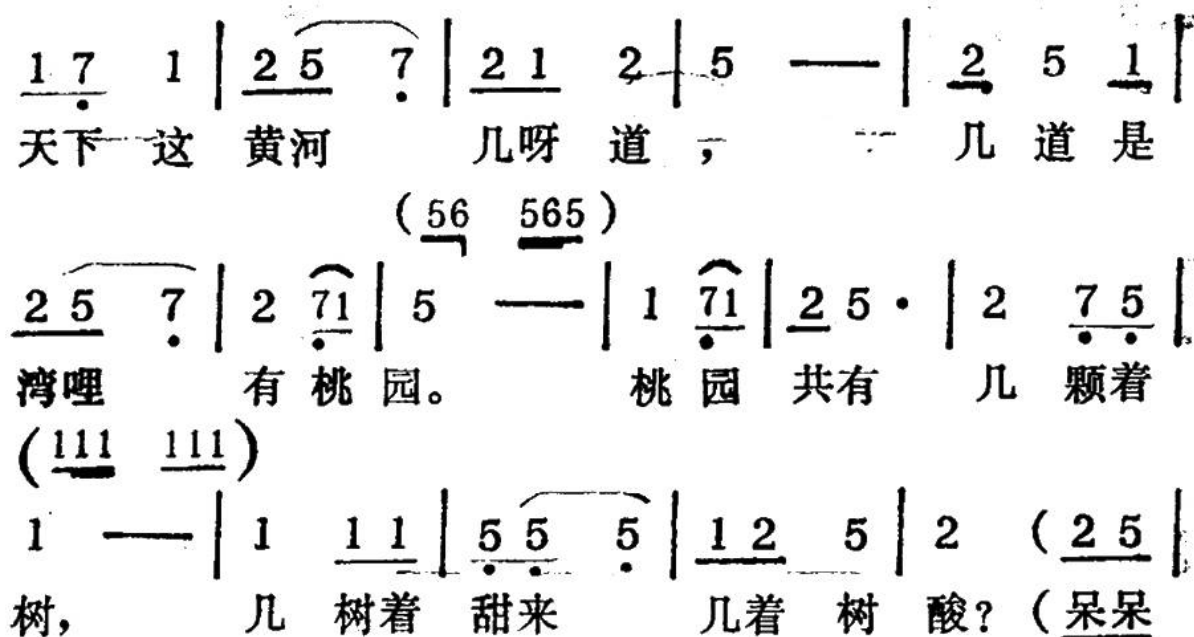 1 7 1 | 2 5 7 | 2 1 2 | 5 — | 2 5 1 |
天下 这 黄河 几呀 道 ， 几 道 是
(56 565)
2 5 7 | 2 71 | 5 — | 1 71 | 2 5 · | 2 7 5 |
湾哩 有 桃 园。 桃 园 共有 几 颗着
(111 111)
1 — | 1 1 1 | 5 5 5 | 1 2 5 | 2 (2 5 |
树， 几 树着 甜来 几着 树 酸？(呆呆